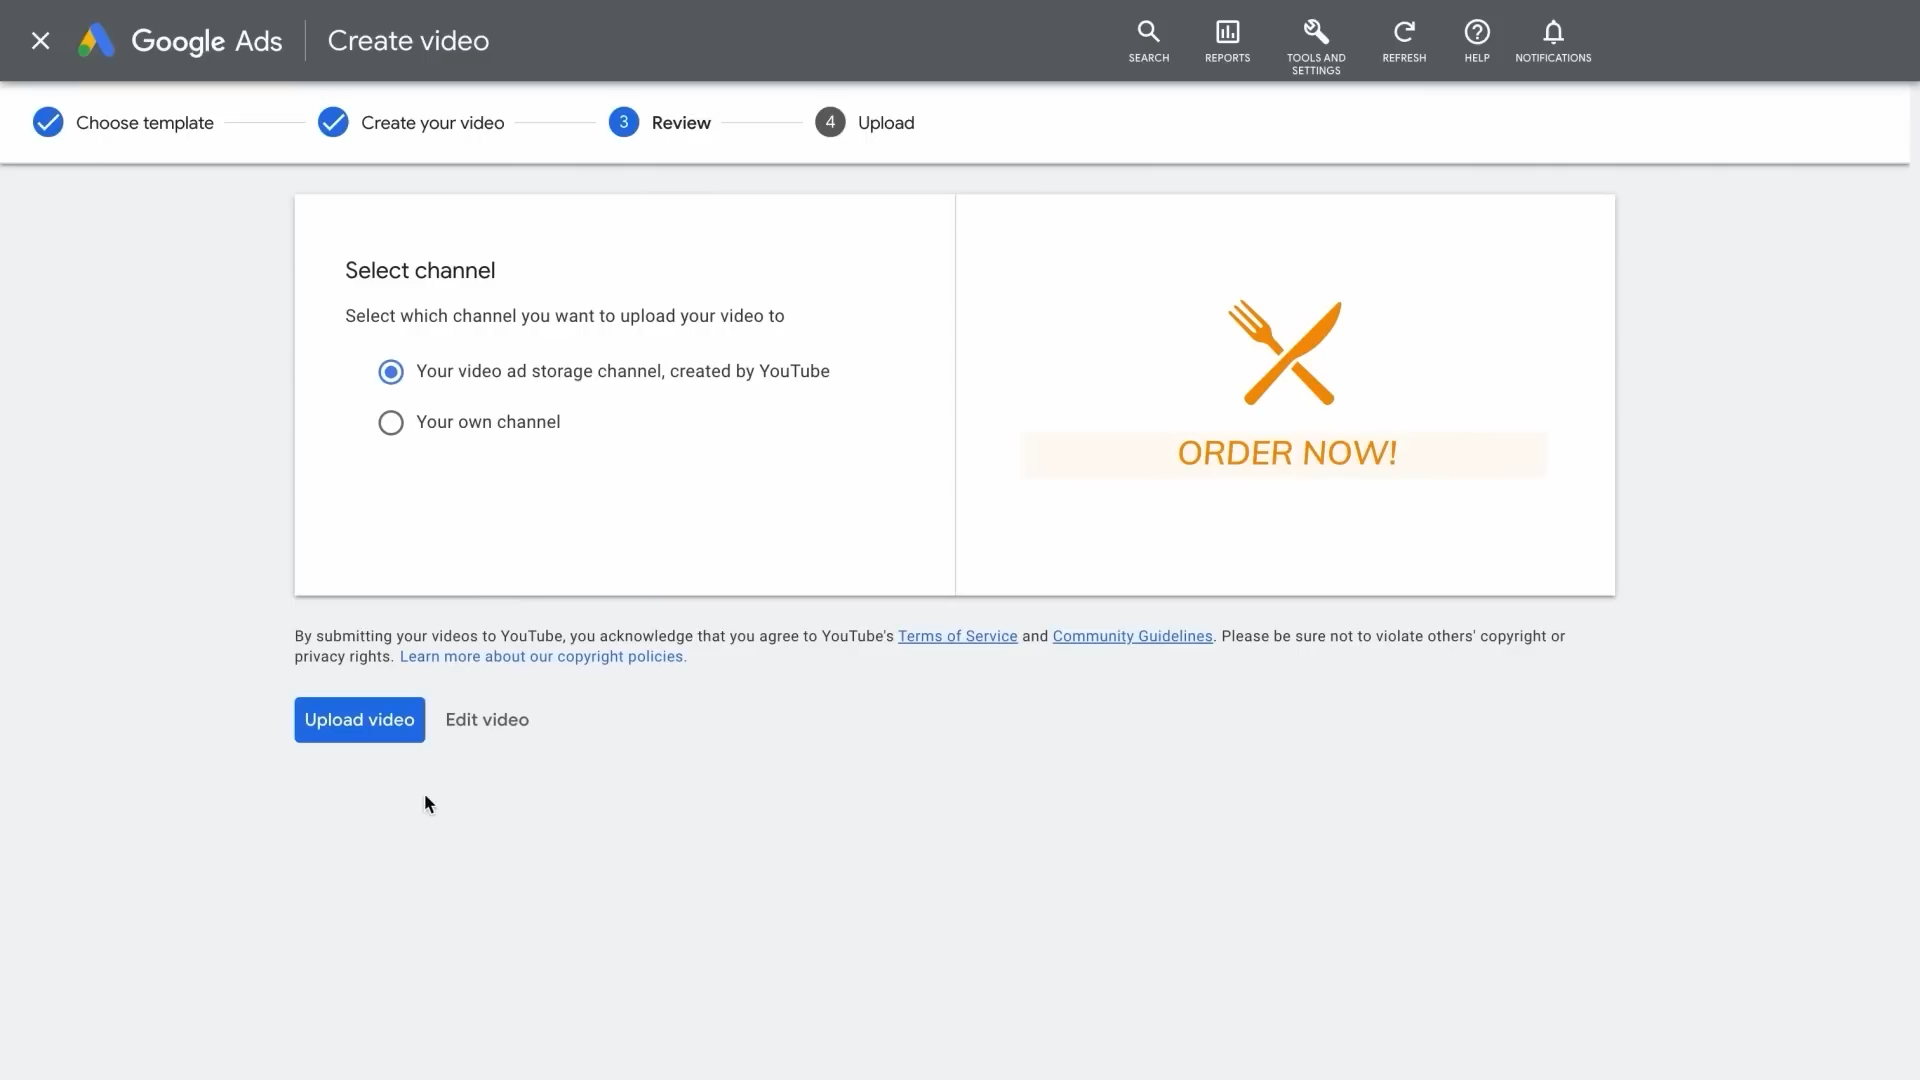 Google Ads
Create video
SEARCH
REPORTS
TOOLS AND
SETTINGS
REFRESH
HELP
NOTIFICATIONS
Choose template
Create your video
3 Review
4 Upload
Select channel
Select which channel you want to upload your video to
Your video ad storage channel, created by YouTube
Your own channel
ORDER NOW!
By submitting your videos to YouTube, you acknowledge that you agree to YouTube's Terms of Service and Community Guidelines. Please be sure not to violate others' copyright or
privacy rights. Learn more about our copyright policies.
Upload video
Edit video